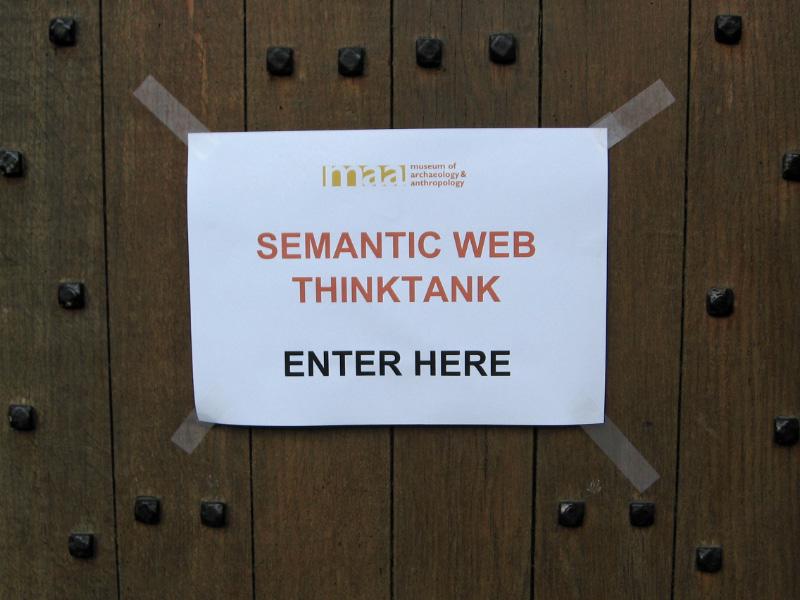 maa museum of
archaeology &
anthropology
SEMANTIC WEB
THINKTANK
ENTER HERE